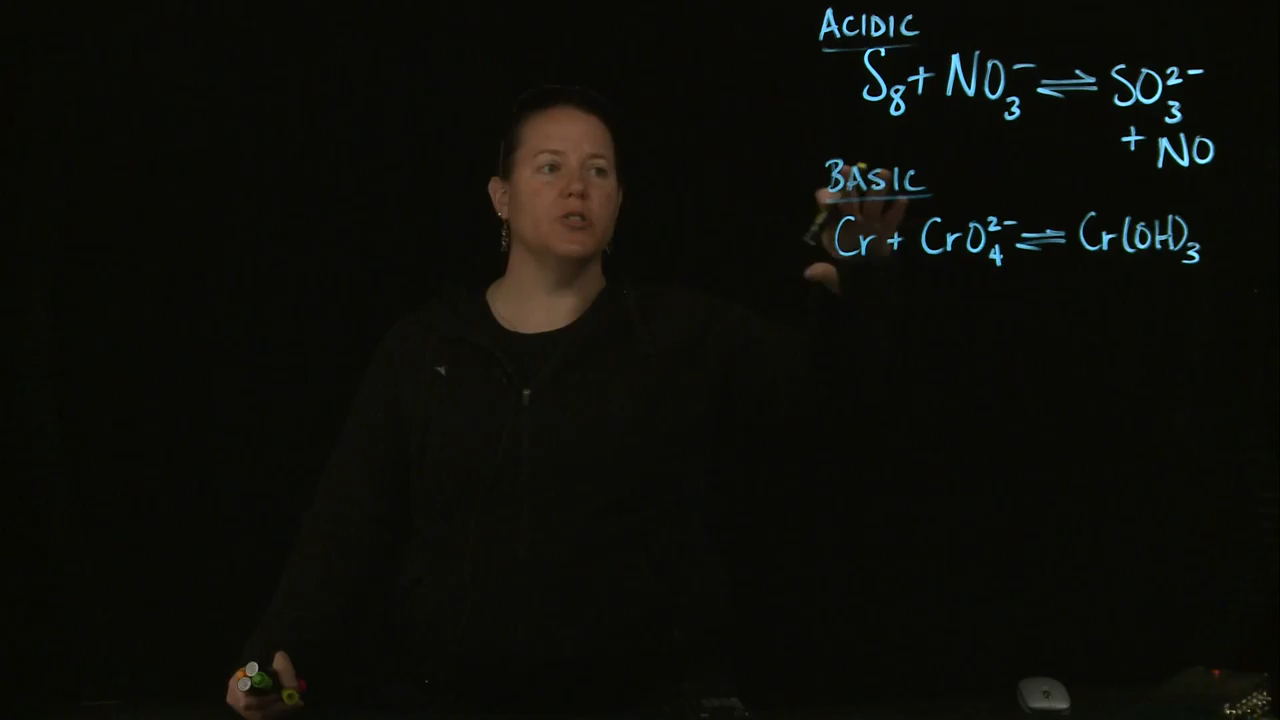 ACIDIC
S₈ + NO₃⁻ ⇌ SO₃²⁻
+ NO
BASIC
Cr + CrO₄²⁻ ⇌ Cr(OH)₃